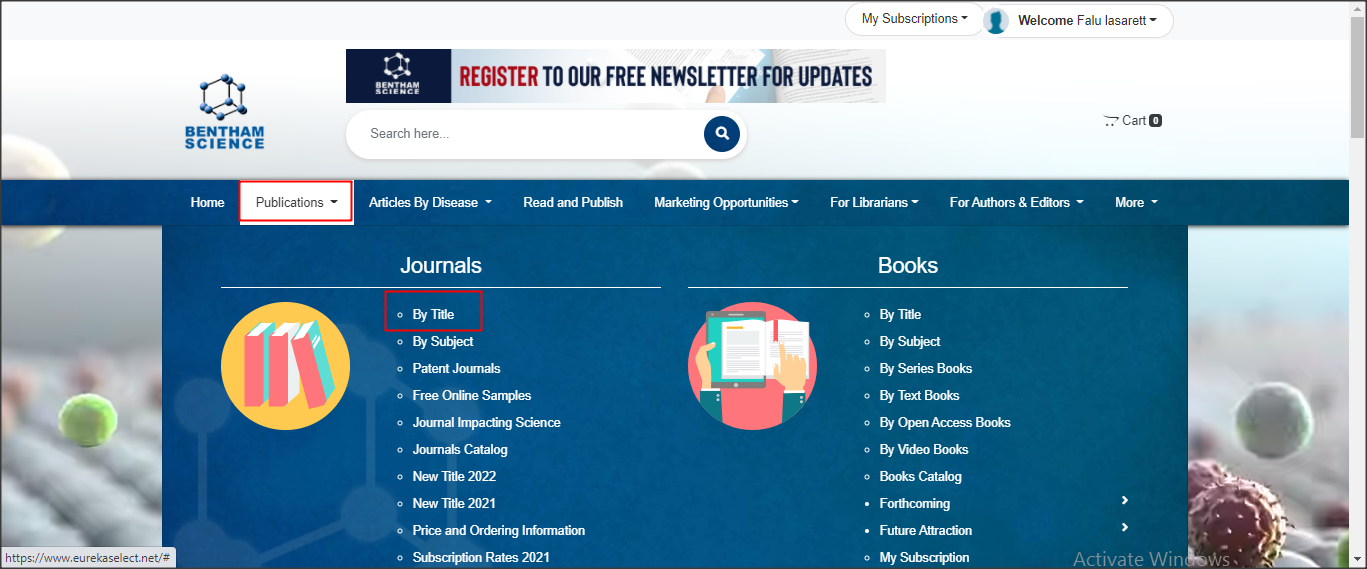 My Subscriptions
Welcome Falu lasarett
BENTHAM SCIENCE
REGISTER TO OUR FREE NEWSLETTER FOR UPDATES
BENTHAM
SCIENCE
Search here...
Cart 0
Home
Publications
Articles By Disease
Read and Publish
Marketing Opportunities
For Librarians
For Authors & Editors
More
Journals
By Title
By Subject
Patent Journals
Free Online Samples
Journal Impacting Science
Journals Catalog
New Title 2022
New Title 2021
Price and Ordering Information
Subscription Rates 2021
Books
By Title
By Subject
By Series Books
By Text Books
By Open Access Books
By Video Books
Books Catalog
Forthcoming
Future Attraction
My Subscription
https://www.eurekaselect.net/#
Activate Windows